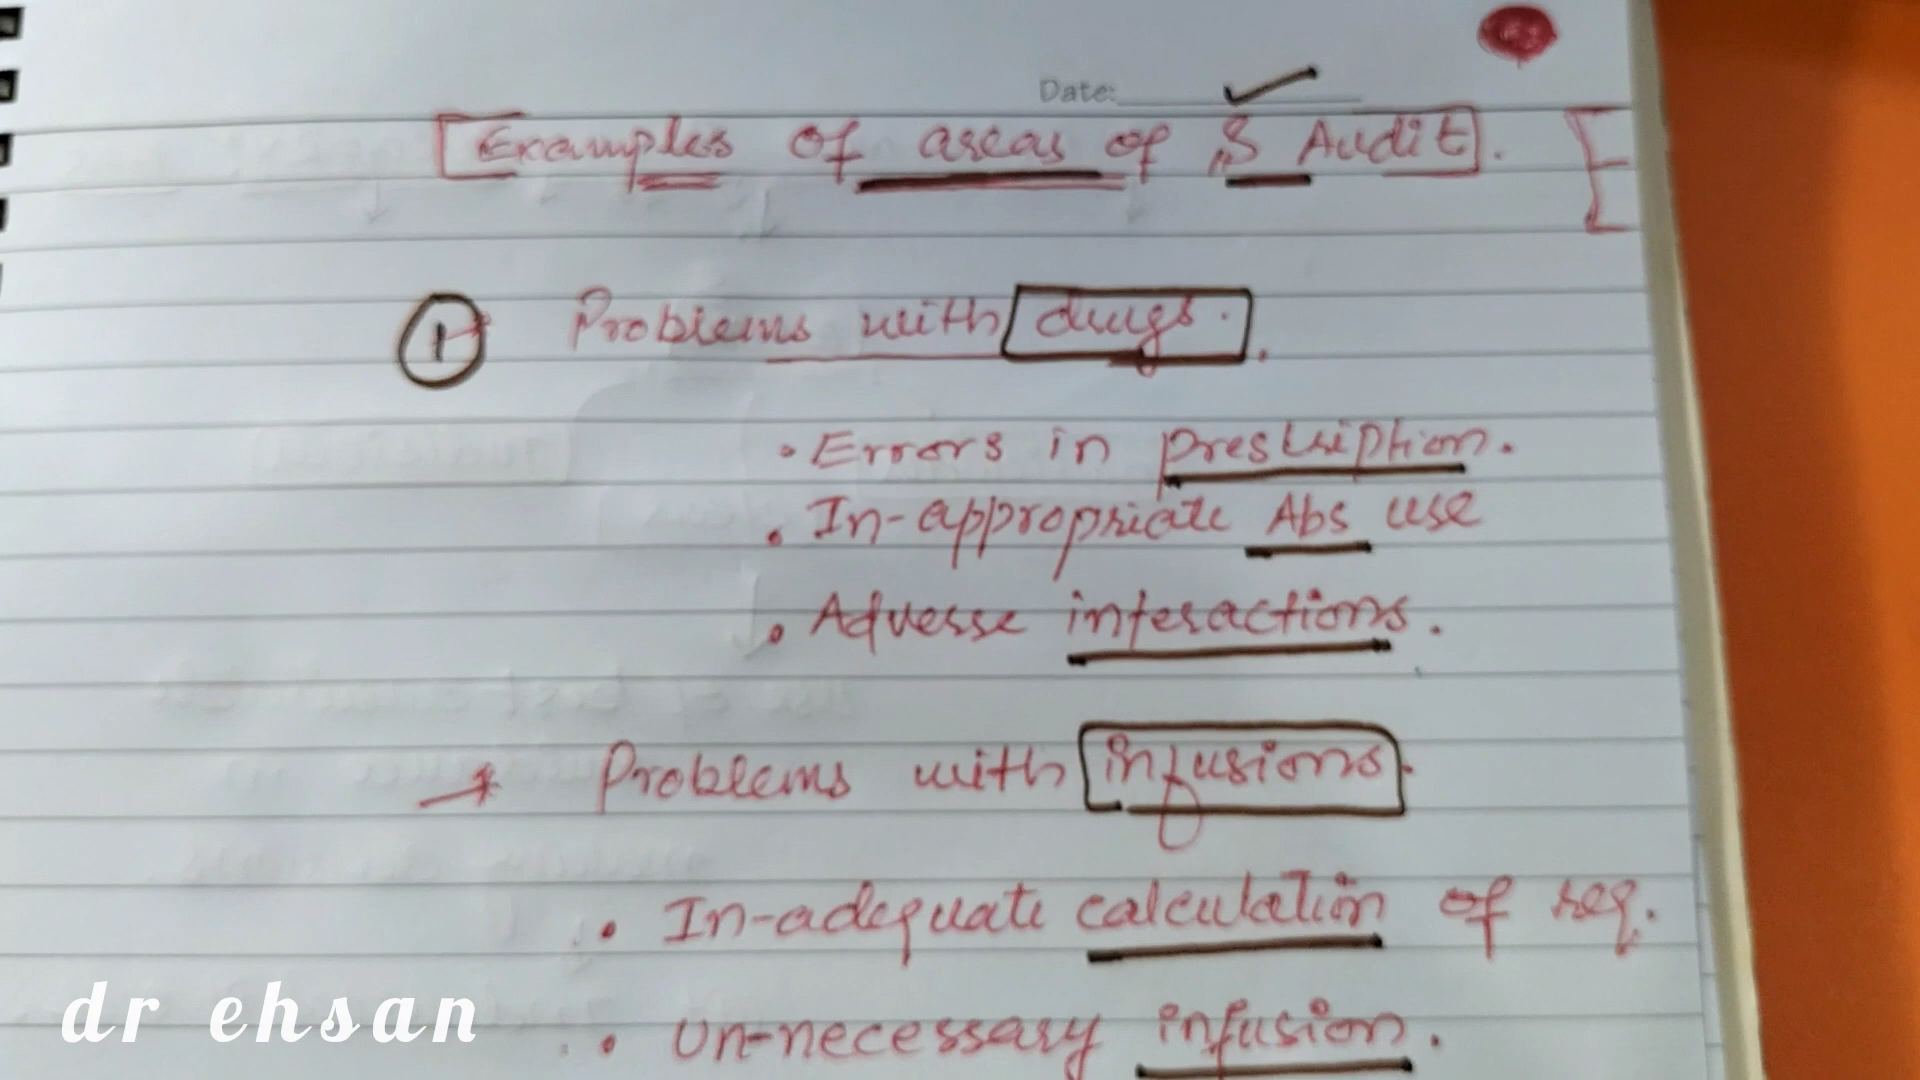 Date:
Examples of areas of S Audit.
1 Problems with drugs.
• Errors in prescription.
• In-appropriate Abs use
• Adverse interactions.
→ Problems with infusions.
• In-adequate calculation of req.
• Un-necessary infusion.
dr ehsan